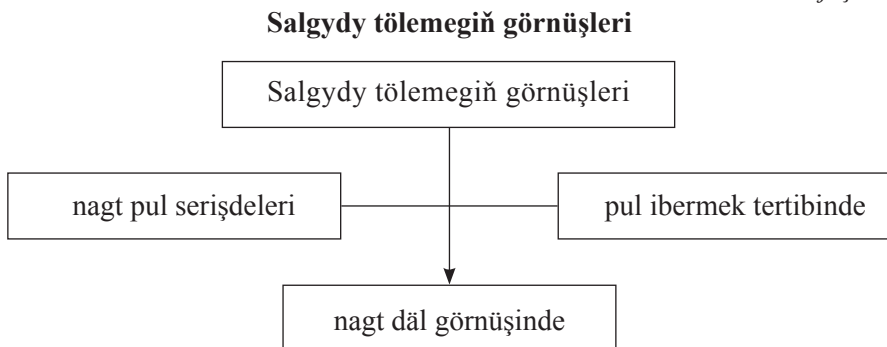 Salgydy tölemegiň görnüşleri
Salgydy tölemegiň görnüşleri
nagt pul serişdeleri
pul ibermek tertibinde
nagt däl görnüşinde